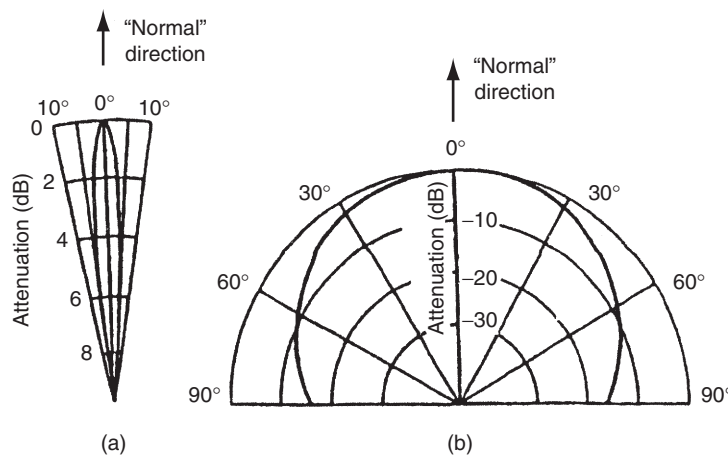 “Normal”
direction
10° 0° 10°
0
2
4
6
8
Attenuation (dB)
(a)
“Normal”
direction
0°
30° 30°
60° 60°
90° 90°
Attenuation (dB)
–10
–20
–30
(b)